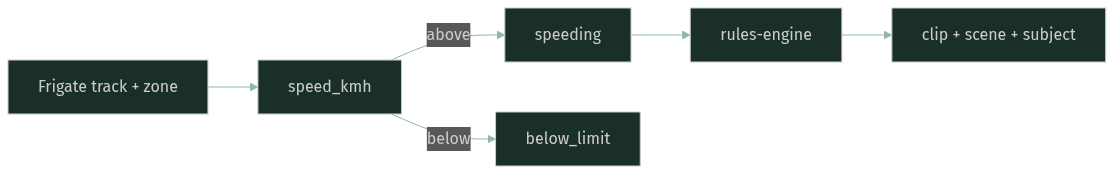 Frigate track + zone
speed_kmh
above
speeding
rules-engine
clip + scene + subject
below
below_limit